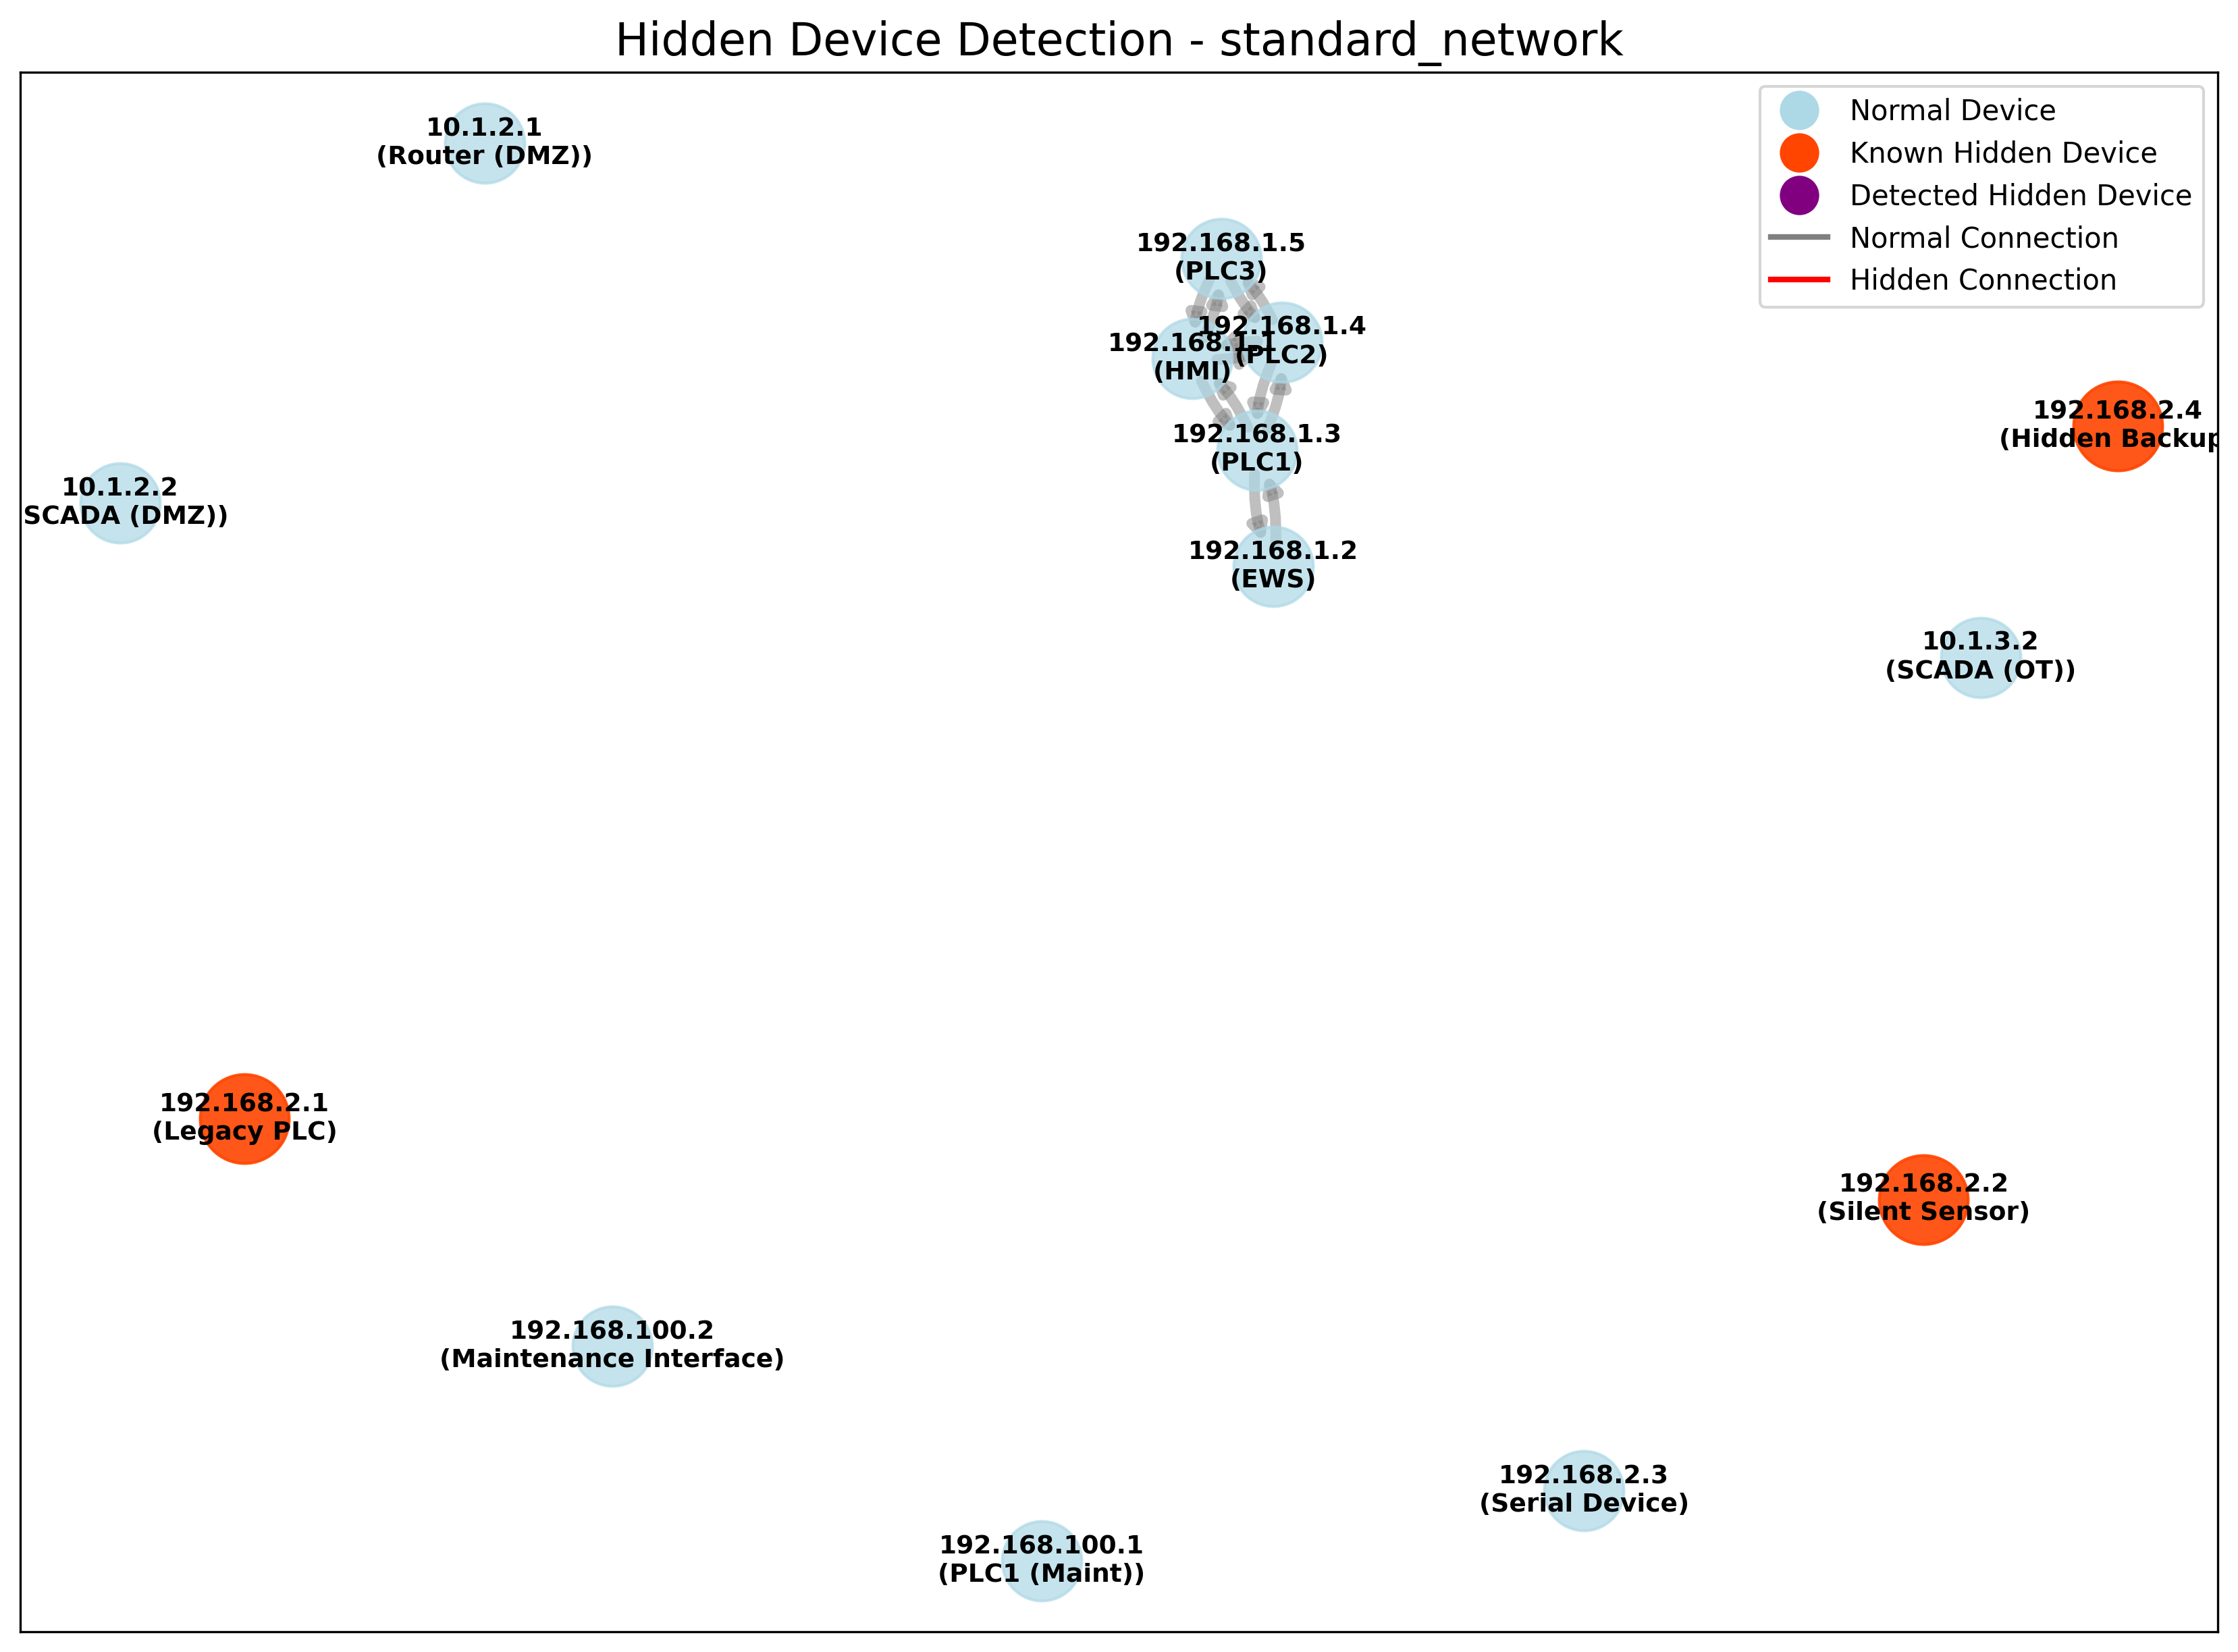 Hidden Device Detection - standard_network
Normal Device
Known Hidden Device
Detected Hidden Device
Normal Connection
Hidden Connection
10.1.2.1
(Router (DMZ))
192.168.1.5
(PLC3)
192.168.1.4
(PLC2)
192.168.1.1
(HMI)
192.168.2.4
(Hidden Backup
192.168.1.3
(PLC1)
10.1.2.2
SCADA (DMZ))
192.168.1.2
(EWS)
10.1.3.2
(SCADA (OT))
192.168.2.1
(Legacy PLC)
192.168.2.2
(Silent Sensor)
192.168.100.2
(Maintenance Interface)
192.168.2.3
(Serial Device)
192.168.100.1
(PLC1 (Maint))